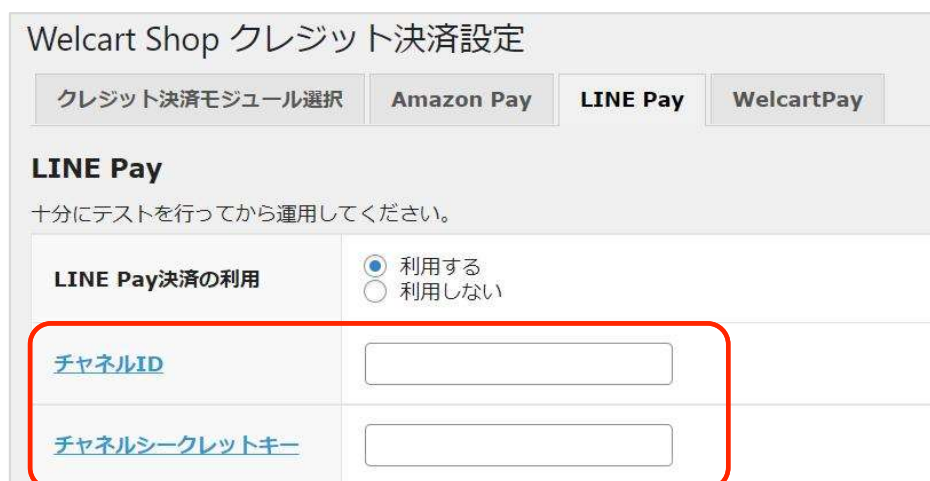 Welcart Shop クレジット決済設定
クレジット決済モジュール選択 Amazon Pay LINE Pay WelcartPay
LINE Pay
十分にテストを行ってから運用してください。
LINE Pay決済の利用
利用する
利用しない
チャネルID
チャネルシークレットキー